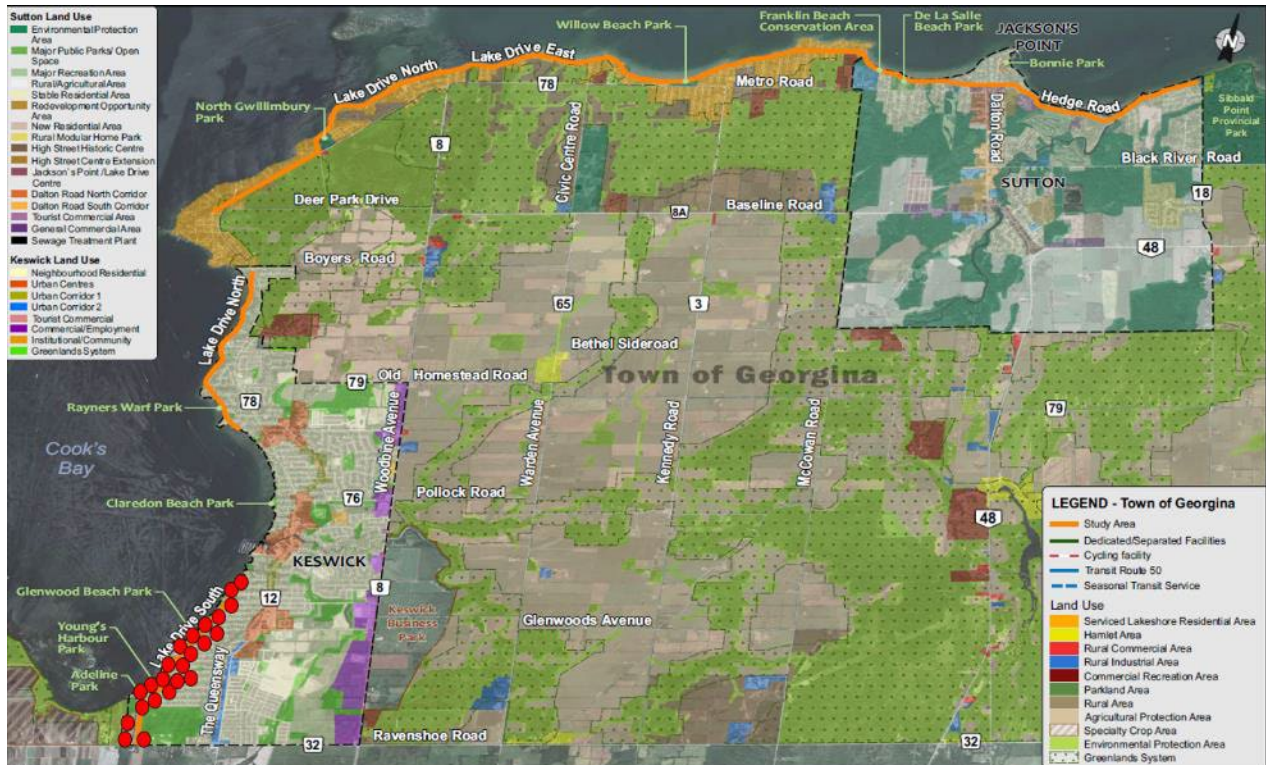 Sutton Land Use
Environmental Protection
Area
Major Public Parks/ Open
Space
Major Recreation Area
Rural/Agricultural Area
Stable Residential Area
Redevelopment Opportunity
Area
New Residential Area
Rural Modular Home Park
High Street Historic Centre
High Street Centre Extension
Jackson`s Point /Lake Drive
Centre
Dalton Road North Corridor
Dalton Road South Corridor
Tourist Commercial Area
General Commercial Area
Sewage Treatment Plant
Keswick Land Use
Neighbourhood Residential
Urban Centres
Urban Corridor 1
Urban Corridor 2
Tourist Commercial
Commercial/Employment
Institutional/Community
Greenlands System
Willow Beach Park
Franklin Beach
Conservation Area
De La Salle
Beach Park
JACKSON'S
POINT
Bonnie Park
N
Lake Drive North
Lake Drive East
78
Metro Road
Hedge Road
Sibbald
Point
Provincial
Park
North Gwillimbury
Park
8
Civic Centre Road
Dalton Road
Black River Road
SUTTON
18
Deer Park Drive
8A
Baseline Road
48
Boyers Road
Lake Drive North
65
3
Bethel Sideroad
79
Old Homestead Road
Town of Georgina
Rayners Warf Park
78
79
Cook's
Bay
Woodbine Avenue
Warden Avenue
Kennedy Road
McCowan Road
Claredon Beach Park
76
Pollock Road
48
KESWICK
8
Glenwood Beach Park
12
Keswick
Business
Park
Glenwoods Avenue
Lake Drive South
Young's
Harbour
Park
Adeline
Park
The Queensway
32
Ravenshoe Road
32
LEGEND - Town of Georgina
Study Area
Dedicated/Separated Facilities
Cycling facility
Transit Route 50
Seasonal Transit Service
Land Use
Serviced Lakeshore Residential Area
Hamlet Area
Rural Commercial Area
Rural Industrial Area
Commercial Recreation Area
Parkland Area
Rural Area
Agricultural Protection Area
Specialty Crop Area
Environmental Protection Area
Greenlands System